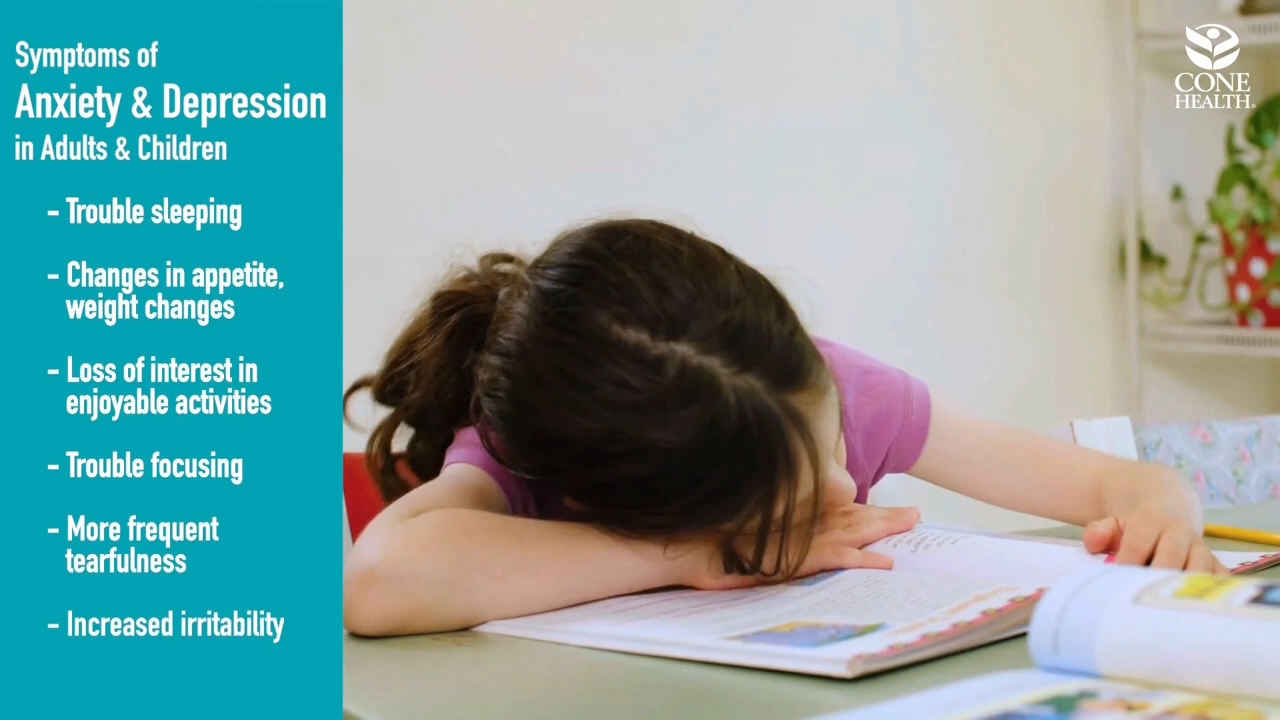 Symptoms of
Anxiety & Depression
in Adults & Children
- Trouble sleeping
- Changes in appetite,
weight changes
- Loss of interest in
enjoyable activities
- Trouble focusing
- More frequent
tearfulness
- Increased irritability
CONE
HEALTH®